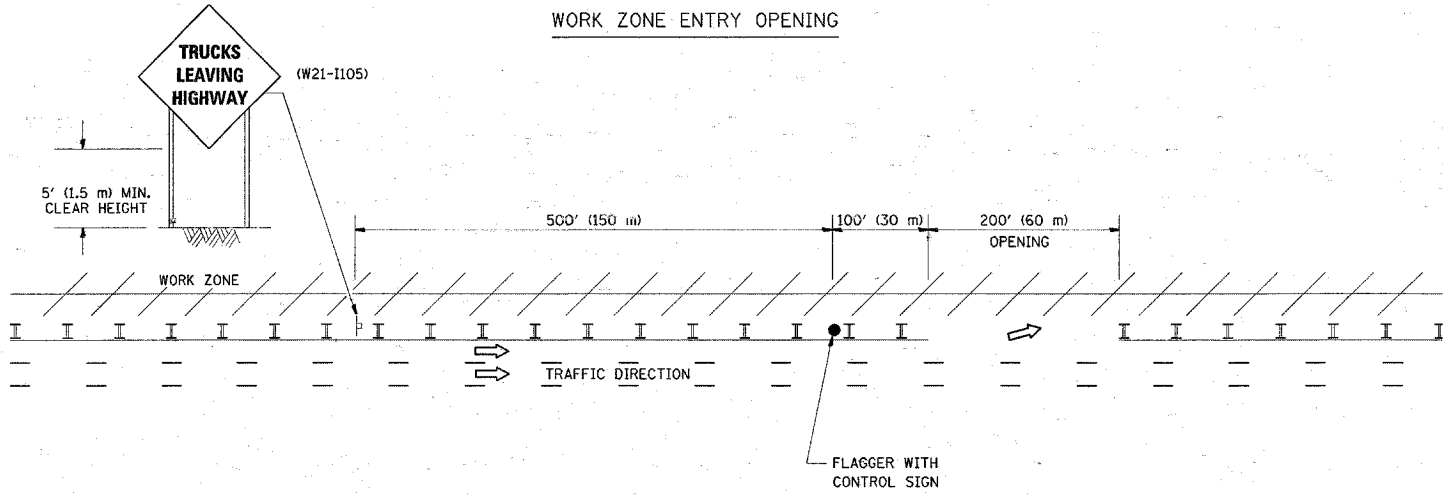 WORK ZONE ENTRY OPENING
TRUCKS
LEAVING
HIGHWAY
(W21-I105)
5' (1.5 m) MIN.
CLEAR HEIGHT
500' (150 m)
100' (30 m)
200' (60 m)
OPENING
WORK ZONE
TRAFFIC DIRECTION
FLAGGER WITH
CONTROL SIGN